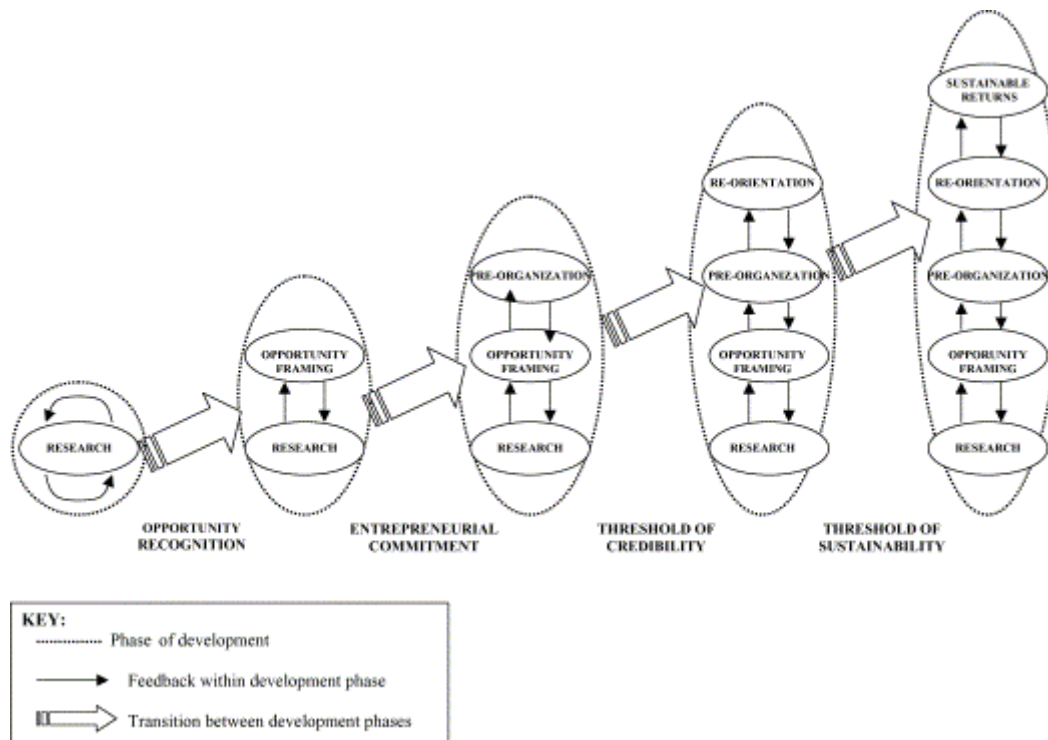 SUSTAINABLE
RETURNS
RE-ORIENTATION
RE-ORIENTATION
PRE-ORGANIZATION
PRE-ORGANIZATION
PRE-ORGANIZATION
OPPORTUNITY
FRAMING
OPPORTUNITY
FRAMING
OPPORTUNITY
FRAMING
OPPORUNITY
FRAMING
RESEARCH
RESEARCH
RESEARCH
RESEARCH
RESEARCH
OPPORTUNITY
RECOGNITION
ENTREPRENEURIAL
COMMITMENT
THRESHOLD OF
CREDIBILITY
THRESHOLD OF
SUSTAINABILITY
KEY:
Phase of development
Feedback within development phase
Transition between development phases